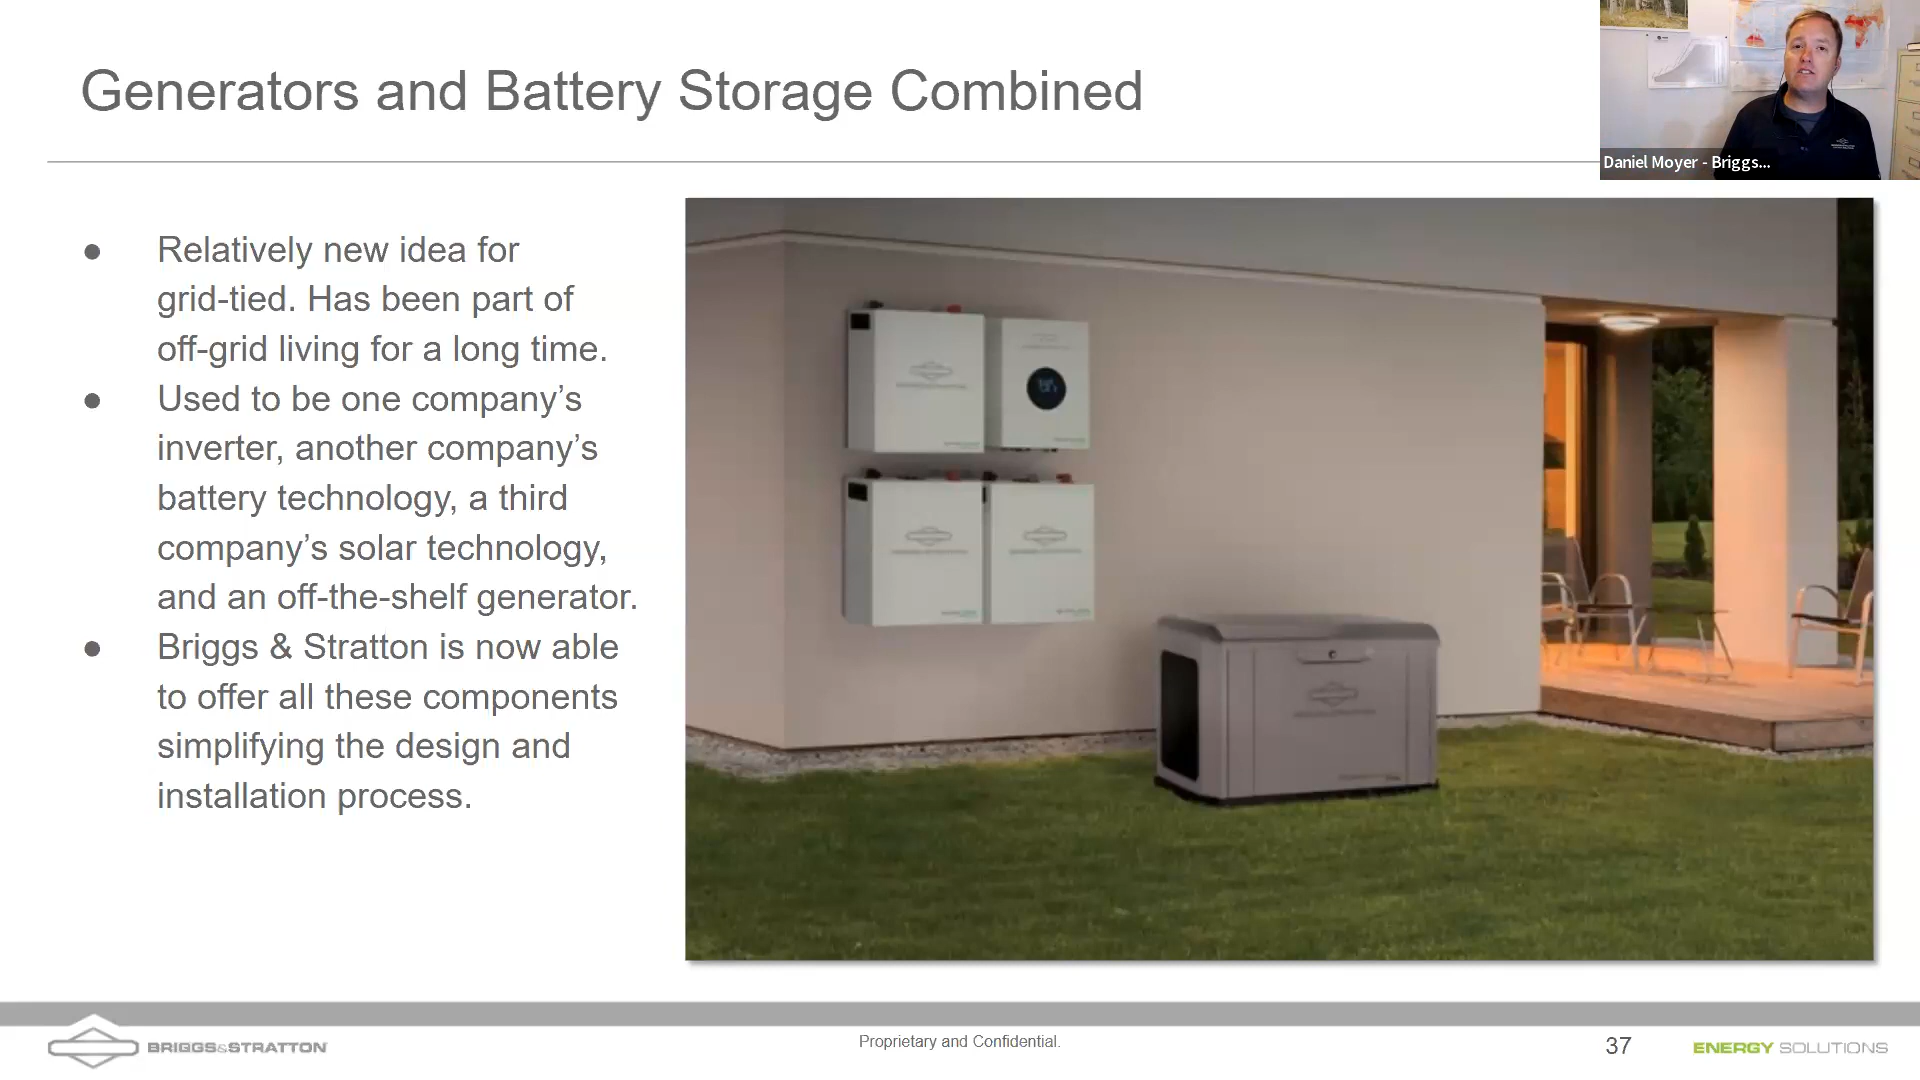 Generators and Battery Storage Combined
Daniel Moyer - Briggs...
● Relatively new idea for
grid-tied. Has been part of
off-grid living for a long time.
● Used to be one company’s
inverter, another company’s
battery technology, a third
company’s solar technology,
and an off-the-shelf generator.
● Briggs & Stratton is now able
to offer all these components
simplifying the design and
installation process.
BRIGGS&STRATTON
Proprietary and Confidential.
37
ENERGY SOLUTIONS